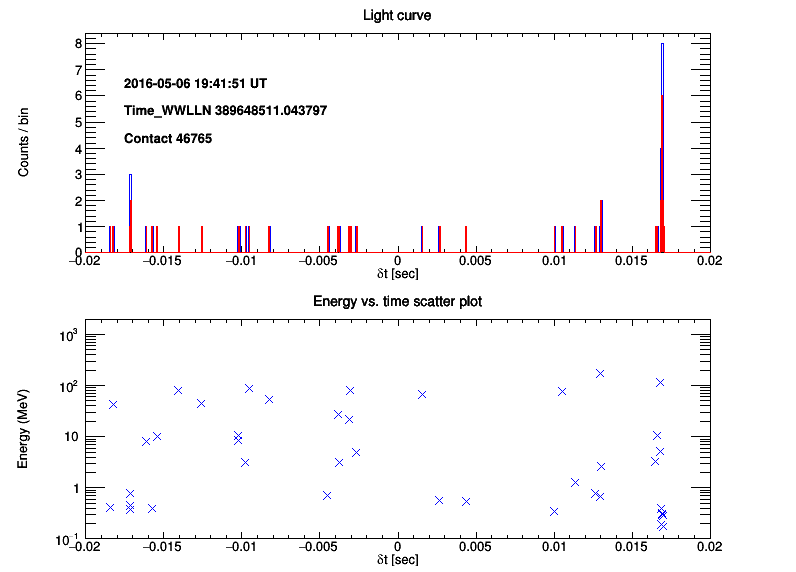 Light curve
8
7
6
5
4
3
2
1
0
Counts / bin
2016-05-06 19:41:51 UT
Time_WWLLN 389648511.043797
Contact 46765
−0.02 −0.015 −0.01 −0.005 0 0.005 0.01 0.015 0.02
δt [sec]
Energy vs. time scatter plot
10³
10²
10
1
10⁻¹
Energy (MeV)
−0.02 −0.015 −0.01 −0.005 0 0.005 0.01 0.015 0.02
δt [sec]